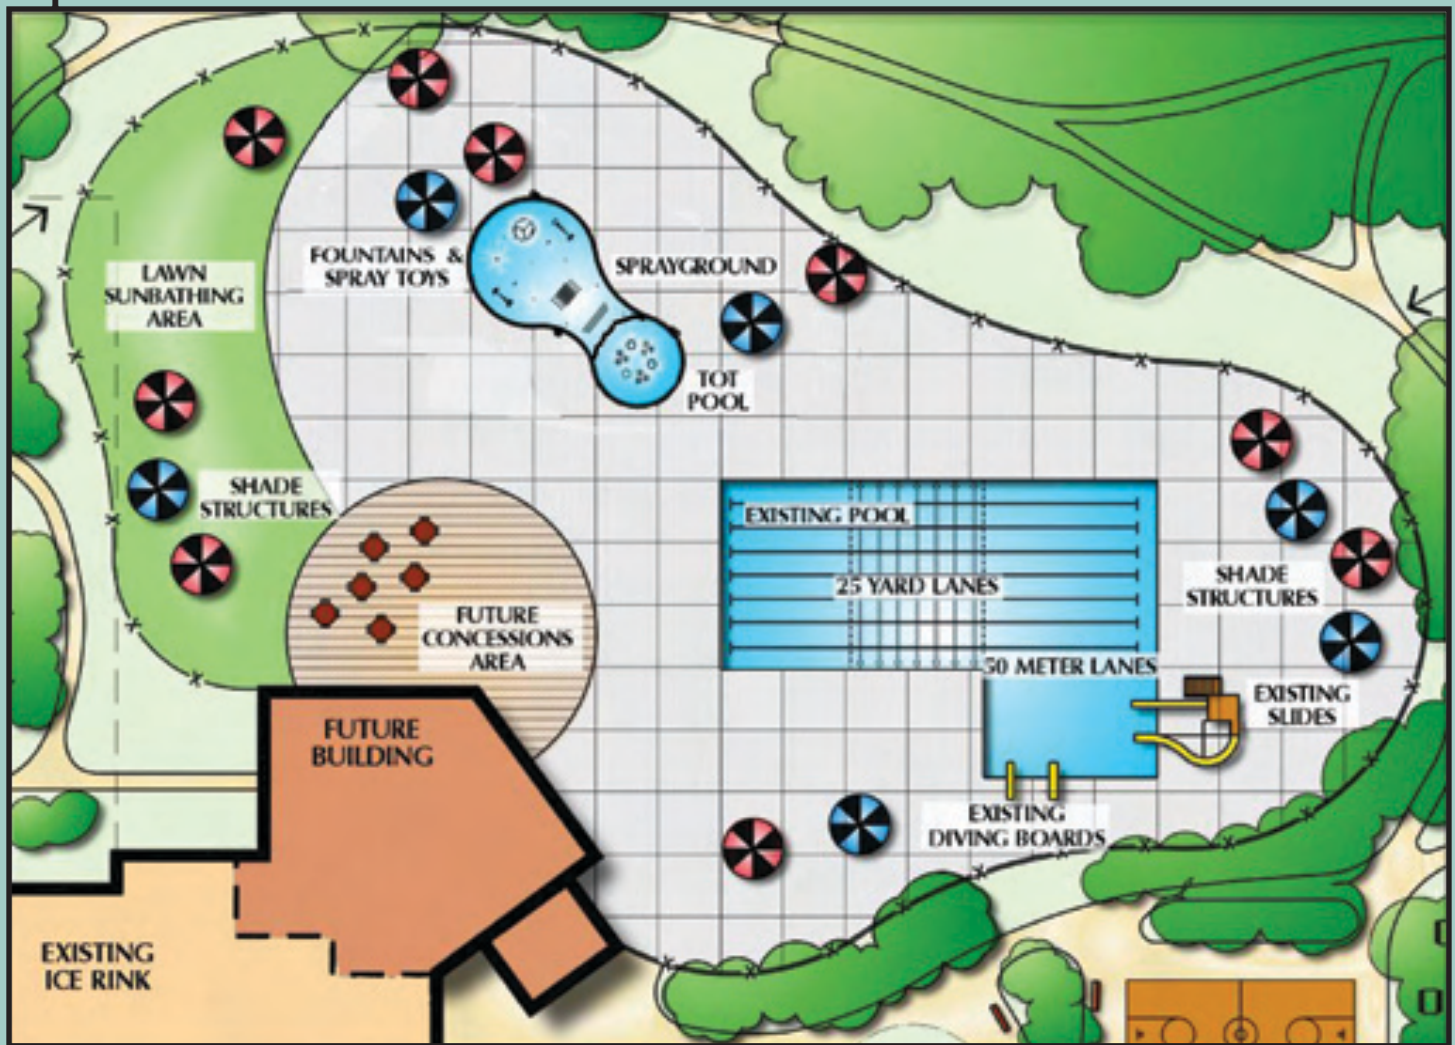 FOUNTAINS &
SPRAY TOYS
SPRAYGROUND
LAWN
SUNBATHING
AREA
TOT
POOL
SHADE
STRUCTURES
EXISTING POOL
25 YARD LANES
50 METER LANES
SHADE
STRUCTURES
FUTURE
CONCESSIONS
AREA
EXISTING
SLIDES
FUTURE
BUILDING
EXISTING
DIVING BOARDS
EXISTING
ICE RINK